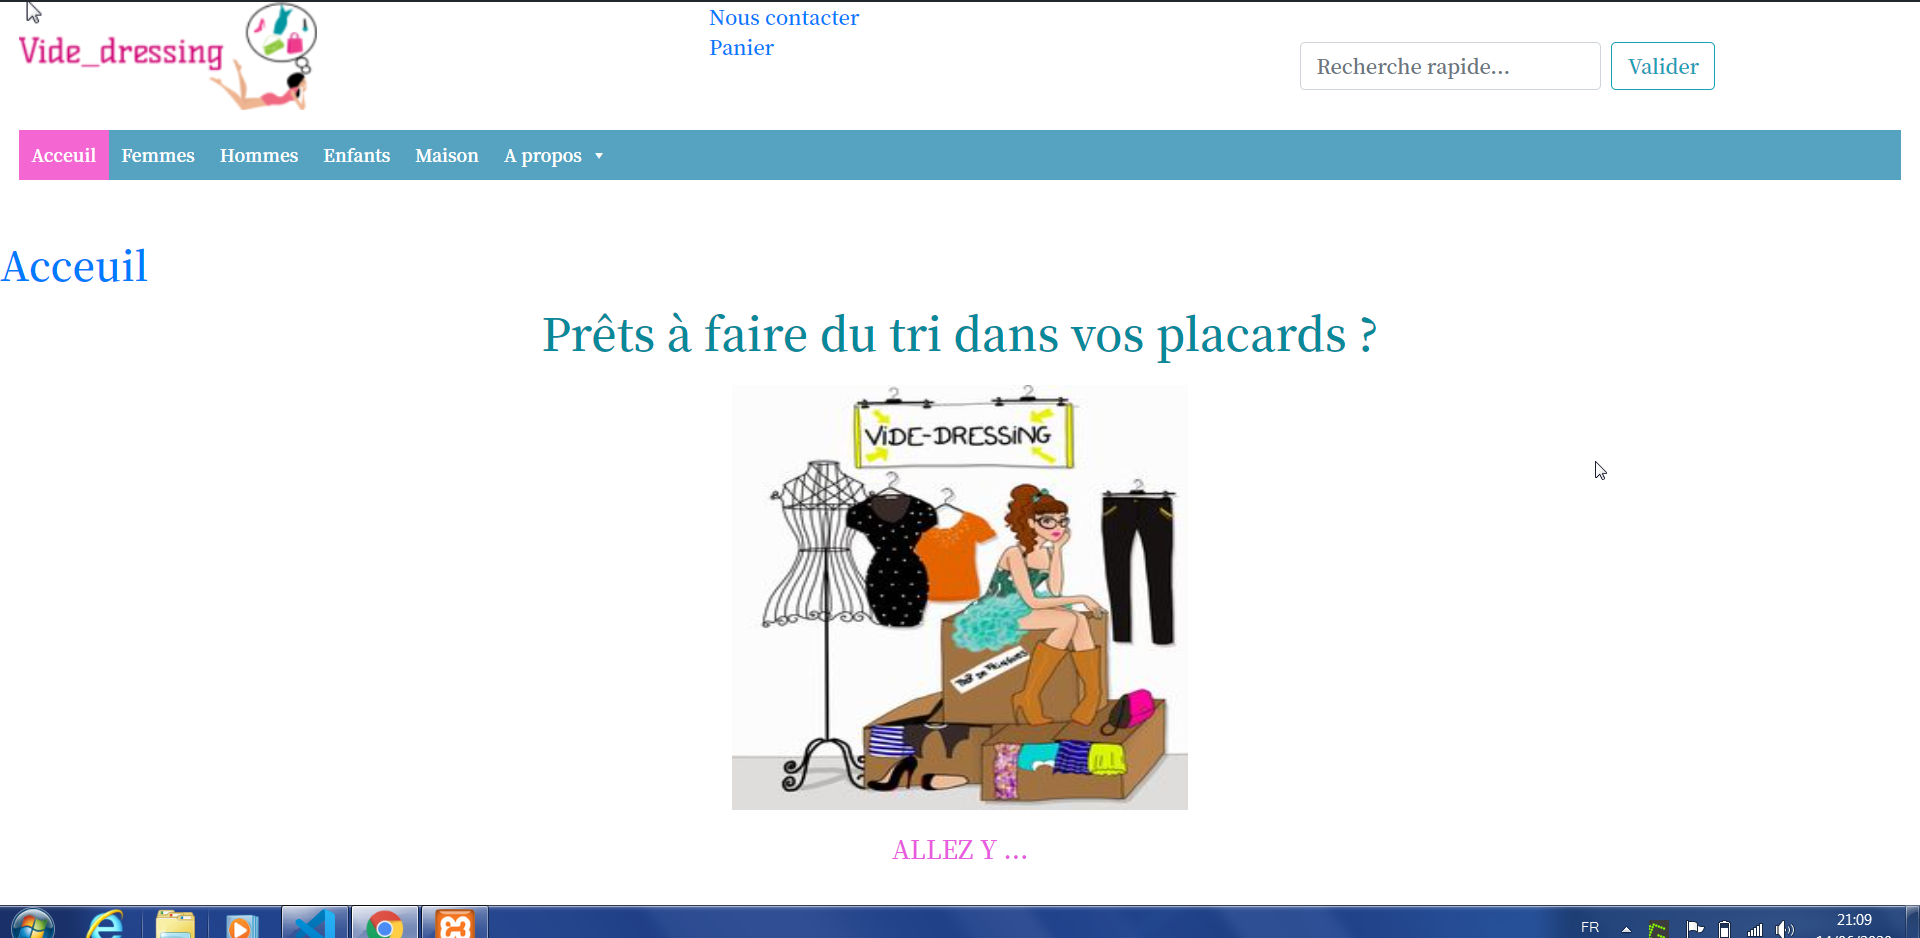 Vide_dressing
Nous contacter
Panier
Recherche rapide...
Valider
Acceuil
Femmes
Hommes
Enfants
Maison
A propos
Acceuil
Prêts à faire du tri dans vos placards ?
ViDE-DRESSiNG
ALLEZ Y ...
FR
21:09